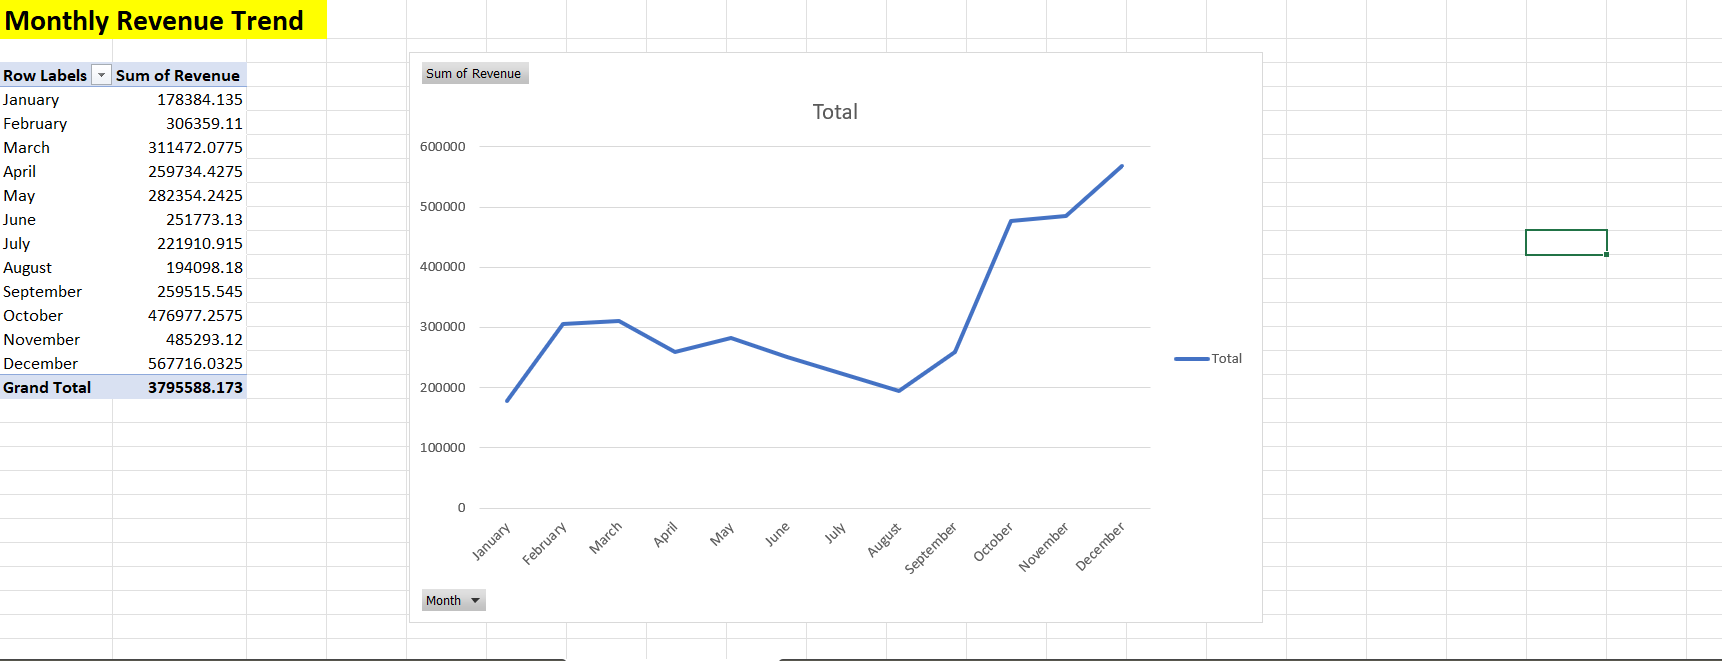 Monthly Revenue Trend
Row Labels Sum of Revenue
January 178384.135
February 306359.11
March 311472.0775
April 259734.4275
May 282354.2425
June 251773.13
July 221910.915
August 194098.18
September 259515.545
October 476977.2575
November 485293.12
December 567716.0325
Grand Total 3795588.173
Sum of Revenue
Total
600000
500000
400000
300000
200000
100000
0
January February March April May June July August September October November December
Total
Month